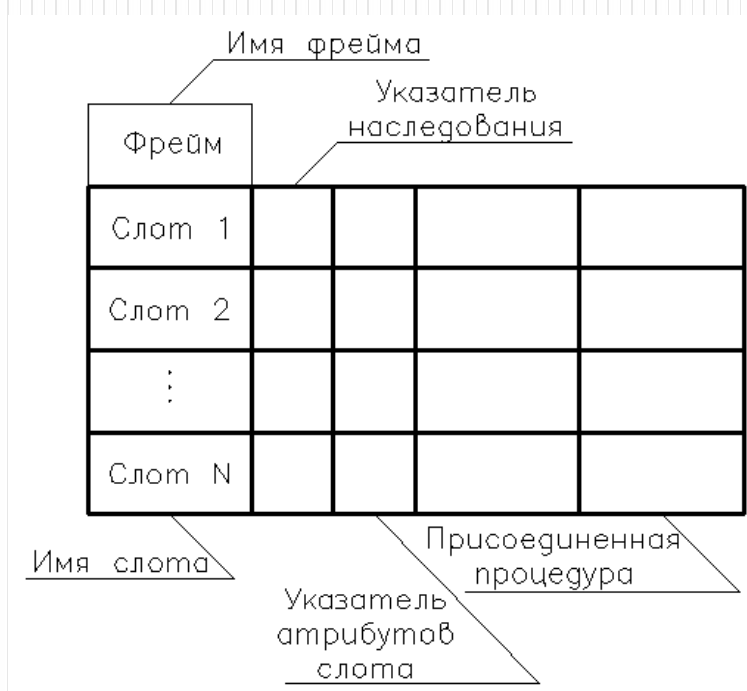 Имя фрейма
Указатель
наследования
Фрейм
Слот 1
Слот 2
⋮
Слот N
Имя слота
Присоединенная
процедура
Указатель
атрибутов
слота